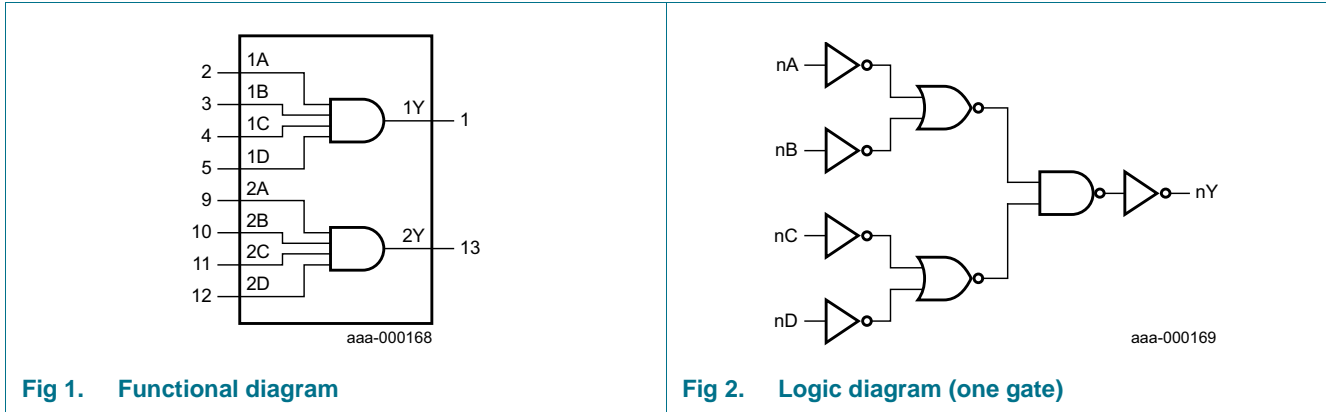 1A
2
1B
3
1Y
1
1C
4
1D
5
2A
9
2B
10
2Y
13
2C
11
2D
12
aaa-000168
Fig 1. Functional diagram
nA
nB
nY
nC
nD
aaa-000169
Fig 2. Logic diagram (one gate)